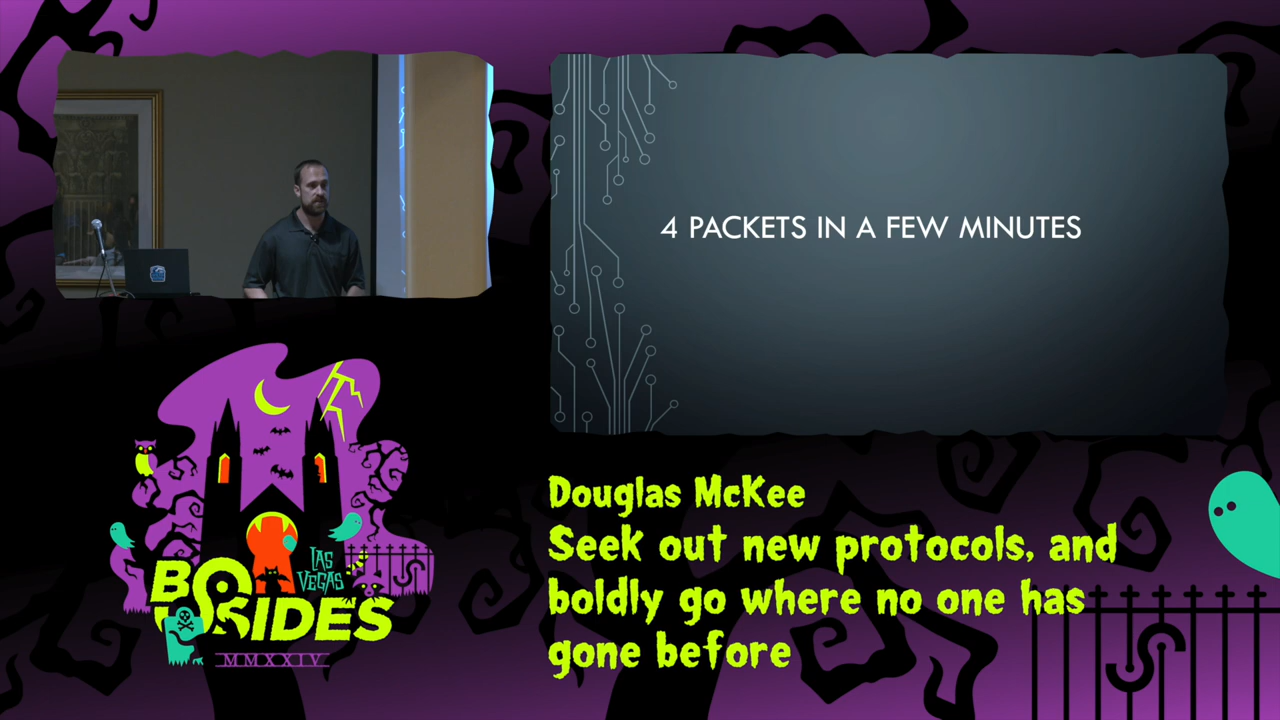 4 PACKETS IN A FEW MINUTES
Douglas McKee
Seek out new protocols, and
boldly go where no one has
gone before
LAS
VEGAS
BSIDES
MMXXIV